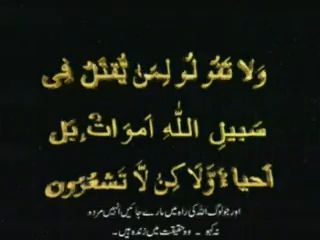 وَلَا تَقُولُوا لِمَنْ يُّقْتَلُ فِي
سَبِيلِ اللّٰهِ اَمْوَاتٌ ؕ بَلْ
اَحْيَاءٌ وَّلٰكِنْ لَّا تَشْعُرُونَ
اور جو لوگ اللہ کی راہ میں مارے جائیں انہیں مردہ
نہ کہو ۔ وہ حقیقت میں زندہ ہیں ۔